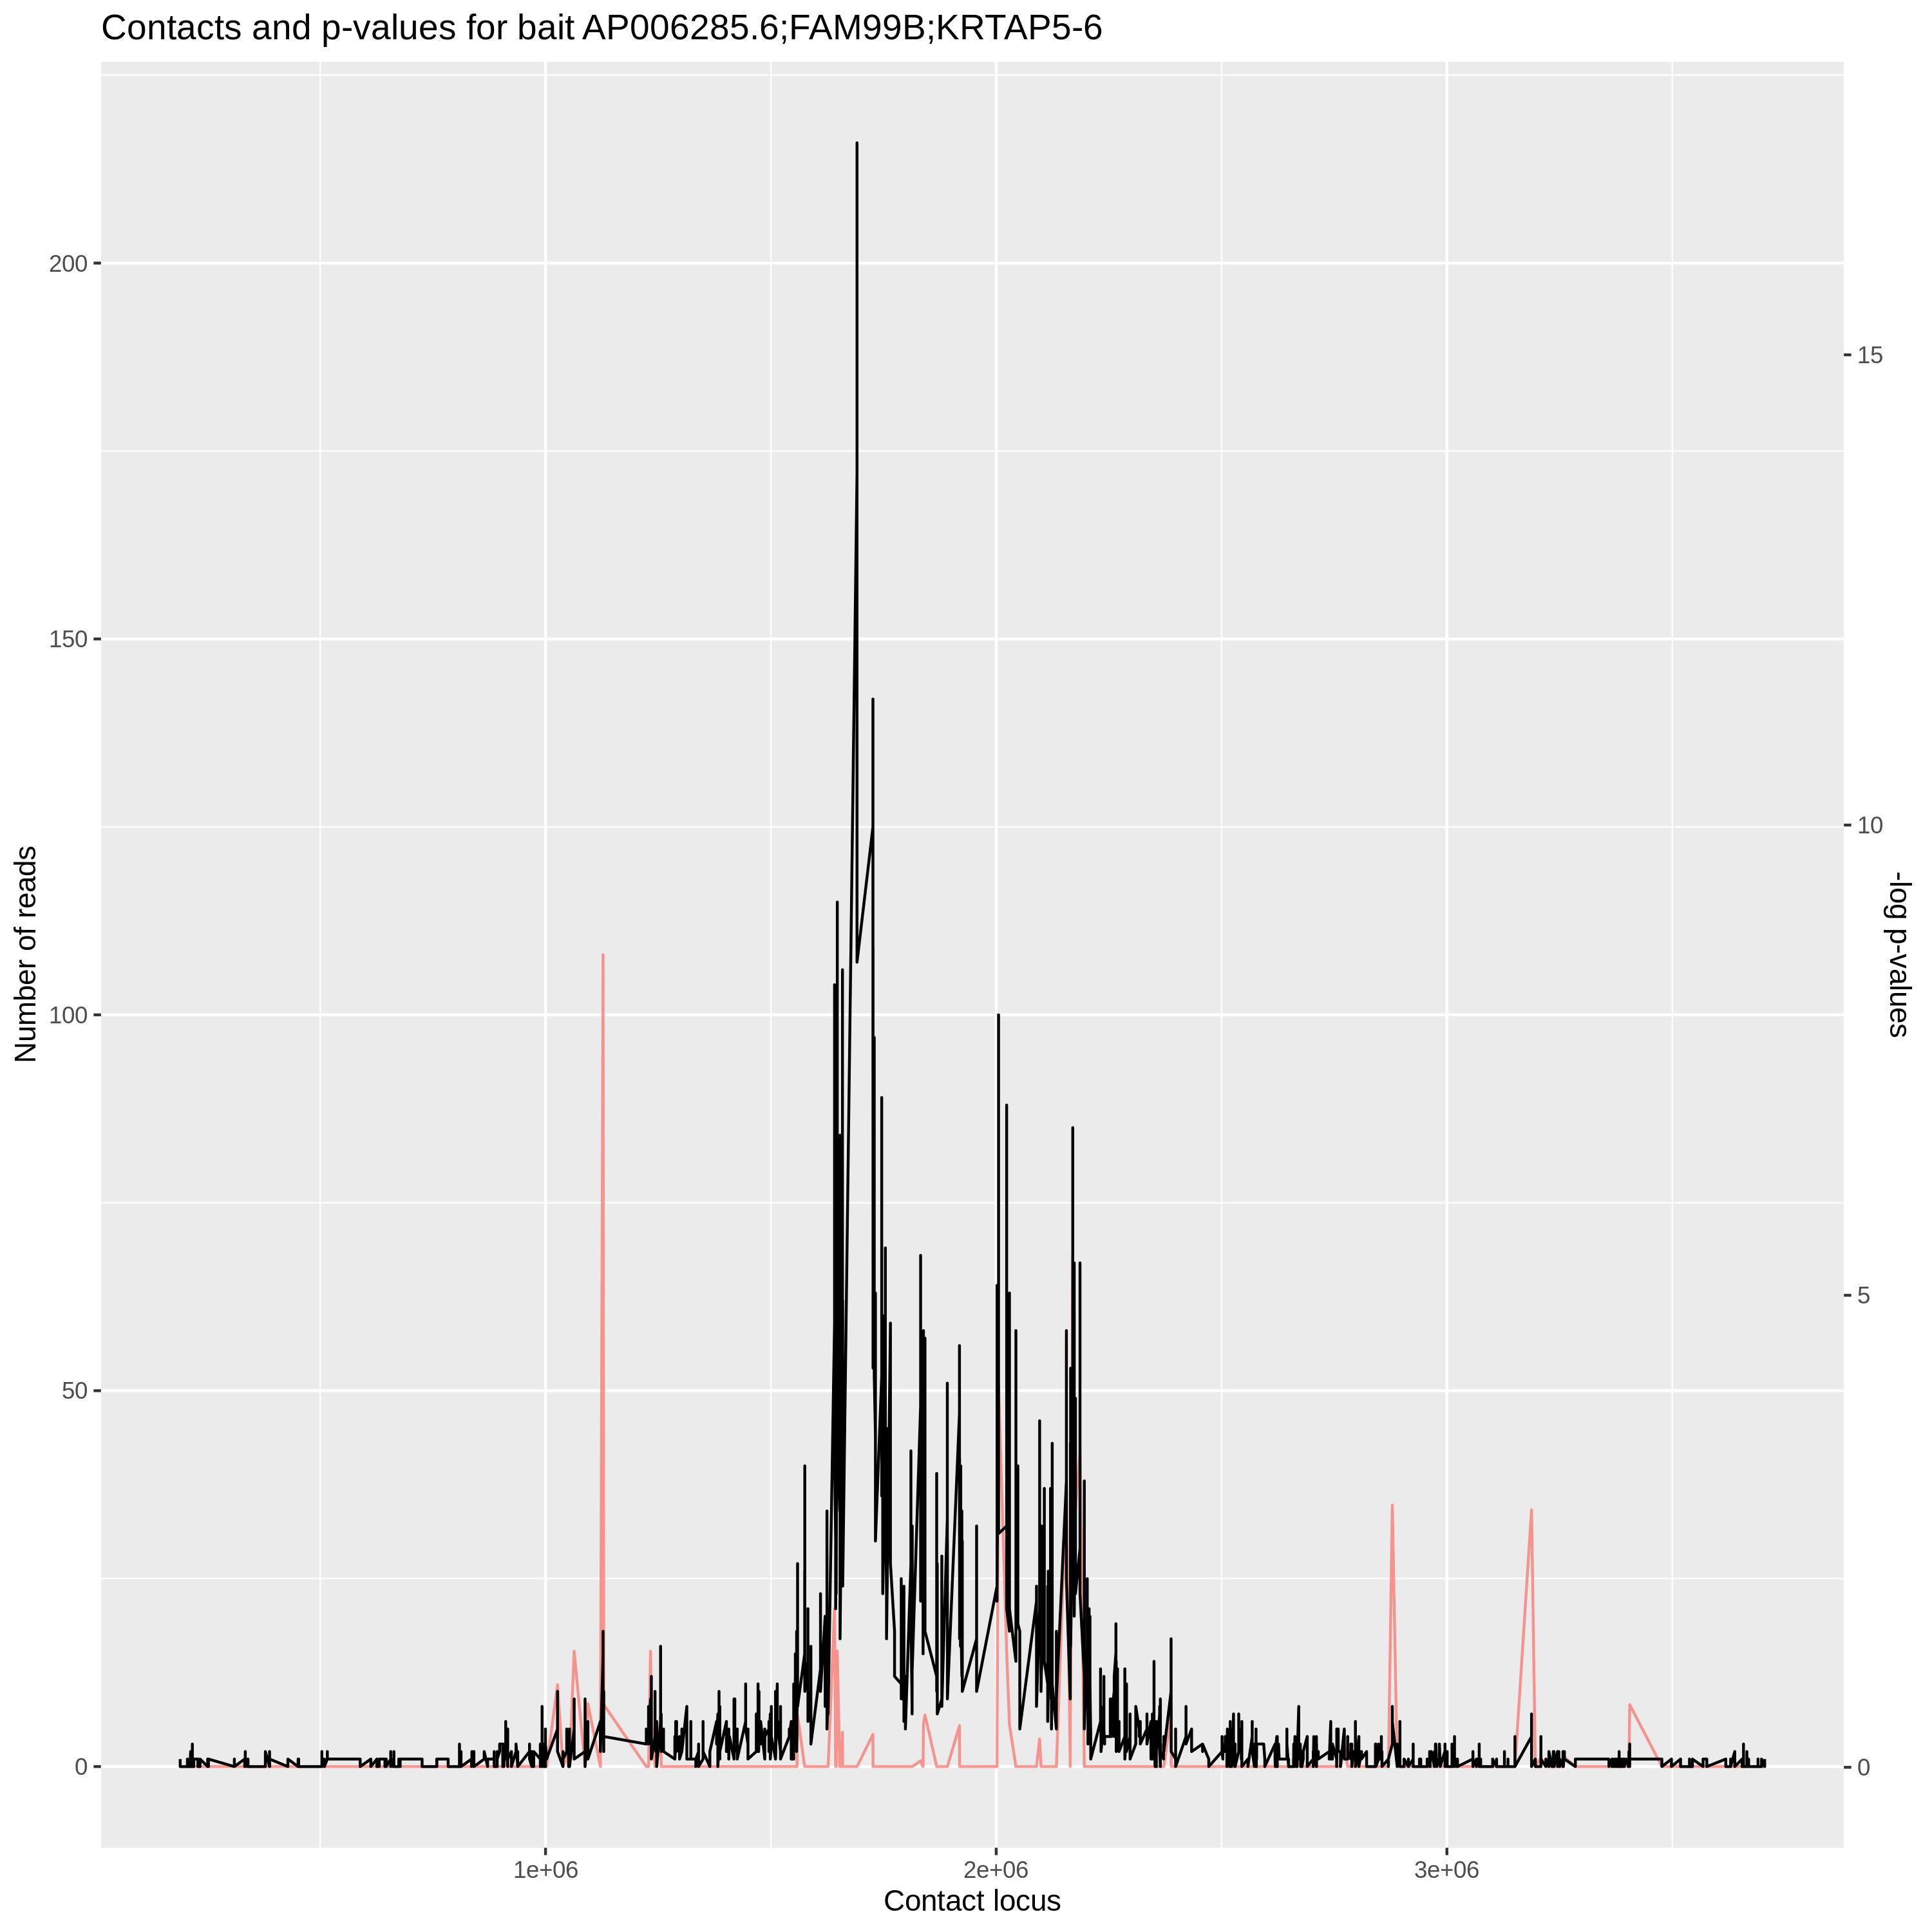 Contacts and p-values for bait AP006285.6;FAM99B;KRTAP5-6
Number of reads
200
150
100
50
0
15
10
5
0
-log p-values
1e+06
2e+06
3e+06
Contact locus